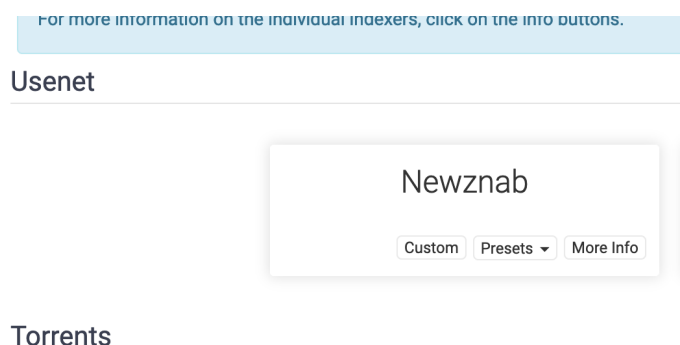 For more information on the individual indexers, click on the info buttons.
Usenet
Newznab
Custom Presets More Info
Torrents